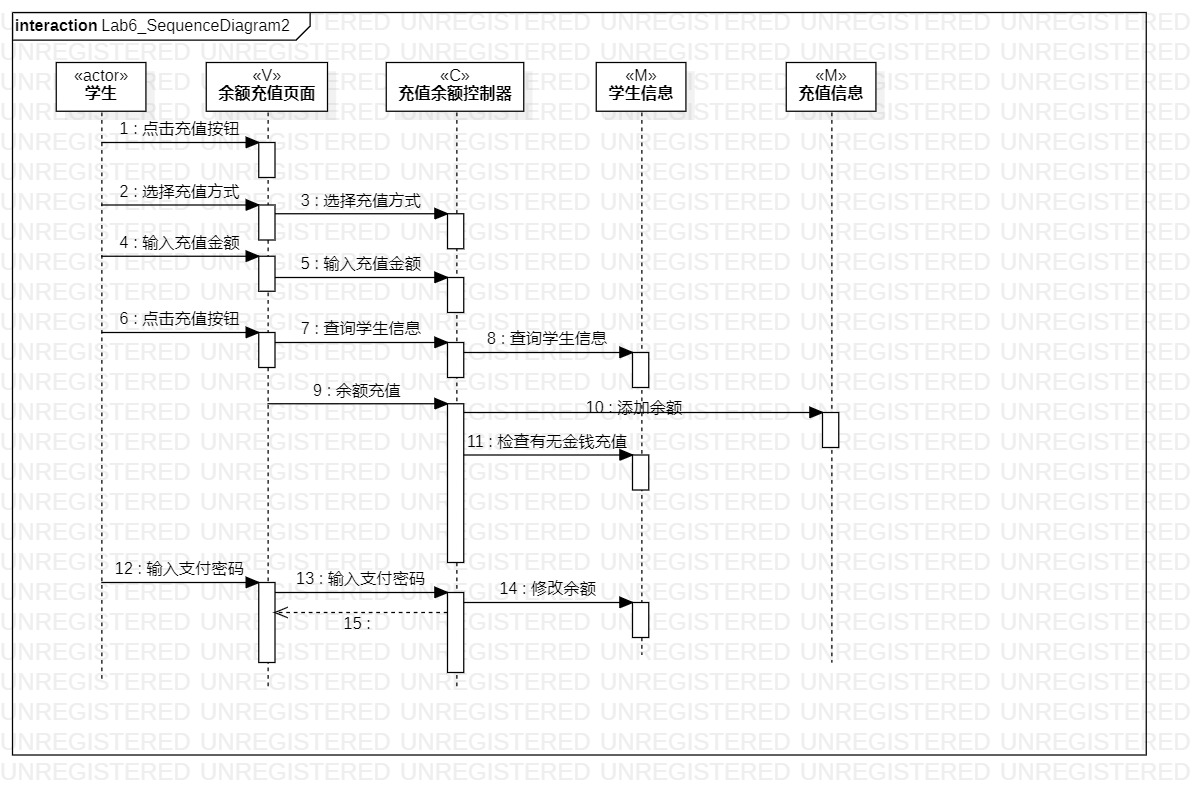 interaction Lab6_SequenceDiagram2
«actor»
学生
«V»
余额充值页面
«C»
充值余额控制器
«M»
学生信息
«M»
充值信息
1 : 点击充值按钮
2 : 选择充值方式
3 : 选择充值方式
4 : 输入充值金额
5 : 输入充值金额
6 : 点击充值按钮
7 : 查询学生信息
8 : 查询学生信息
9 : 余额充值
10 : 添加余额
11 : 检查有无金钱充值
12 : 输入支付密码
13 : 输入支付密码
14 : 修改余额
15 :
UNREGISTERED